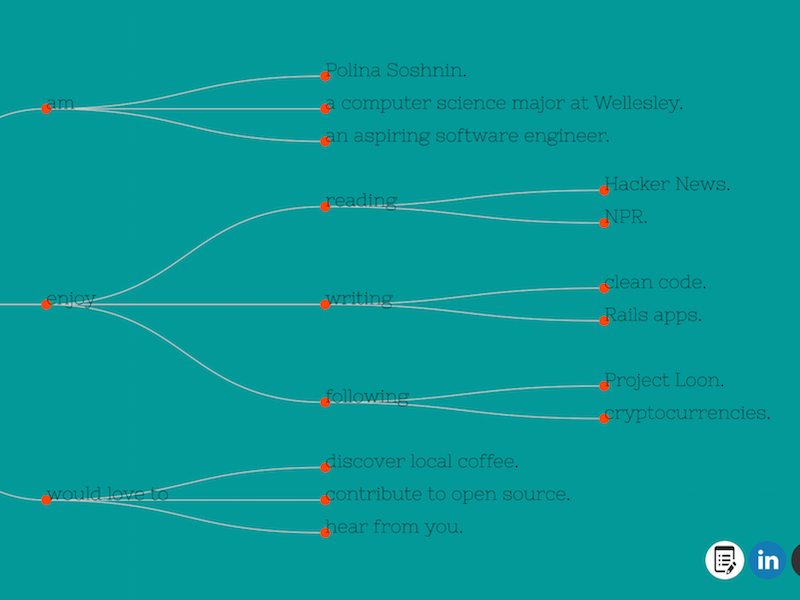 am
Polina Soshnin.
a computer science major at Wellesley.
an aspiring software engineer.
enjoy
reading
Hacker News.
NPR.
writing
clean code.
Rails apps.
following
Project Loon.
cryptocurrencies.
would love to
discover local coffee.
contribute to open source.
hear from you.
in